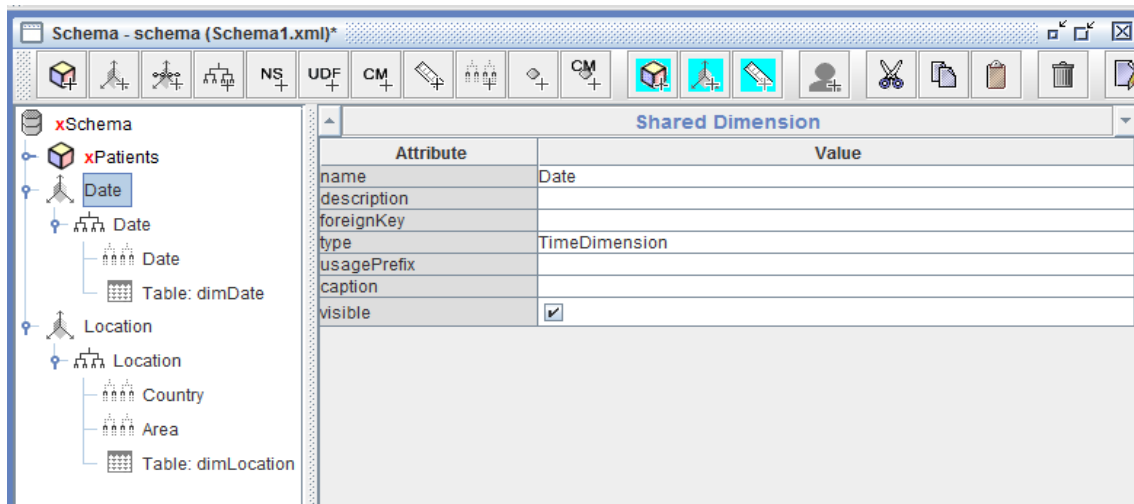 Schema - schema (Schema1.xml)*
NS UDF CM CM
xSchema
xPatients
Date
Date
Date
Table: dimDate
Location
Location
Country
Area
Table: dimLocation
Shared Dimension
Attribute Value
name Date
description
foreignKey
type TimeDimension
usagePrefix
caption
visible